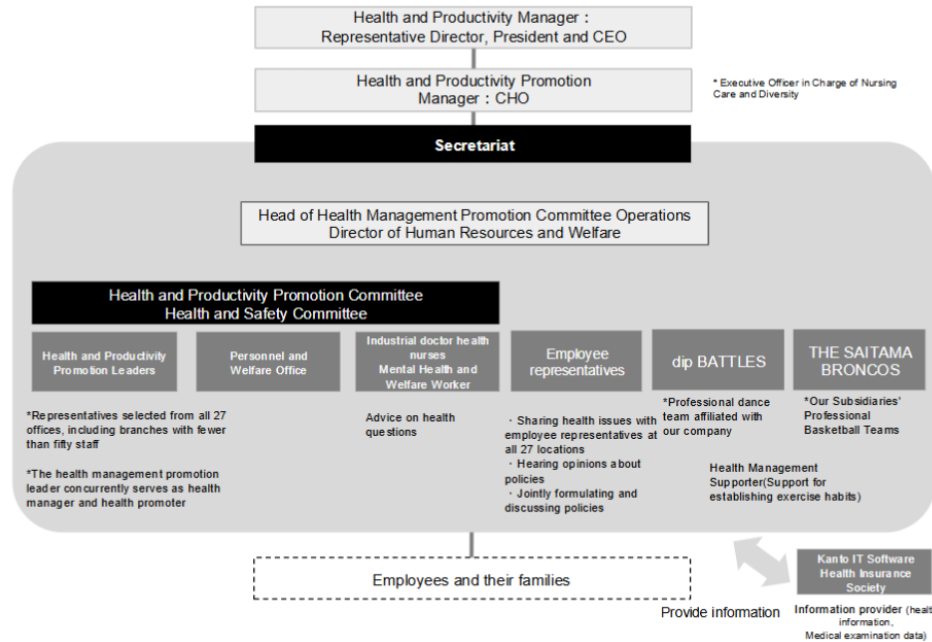 Health and Productivity Manager：
Representative Director, President and CEO
Health and Productivity Promotion
Manager：CHO
* Executive Officer in Charge of Nursing
Care and Diversity
Secretariat
Head of Health Management Promotion Committee Operations
Director of Human Resources and Welfare
Health and Productivity Promotion Committee
Health and Safety Committee
Health and Productivity
Promotion Leaders
Personnel and
Welfare Office
Industrial doctor health
nurses
Mental Health and
Welfare Worker
Employee
representatives
dip BATTLES
THE SAITAMA
BRONCOS
*Representatives selected from all 27
offices, including branches with fewer
than fifty staff
*The health management promotion
leader concurrently serves as health
manager and health promoter
Advice on health
questions
・Sharing health issues with
employee representatives at
all 27 locations
・Hearing opinions about
policies
・Jointly formulating and
discussing policies
*Professional dance
team affiliated with
our company
*Our Subsidiaries'
Professional
Basketball Teams
Health Management
Supporter(Support for
establishing exercise habits)
Employees and their families
Kanto IT Software
Health Insurance
Society
Provide information
Information provider (healt
information,
Medical examination data)